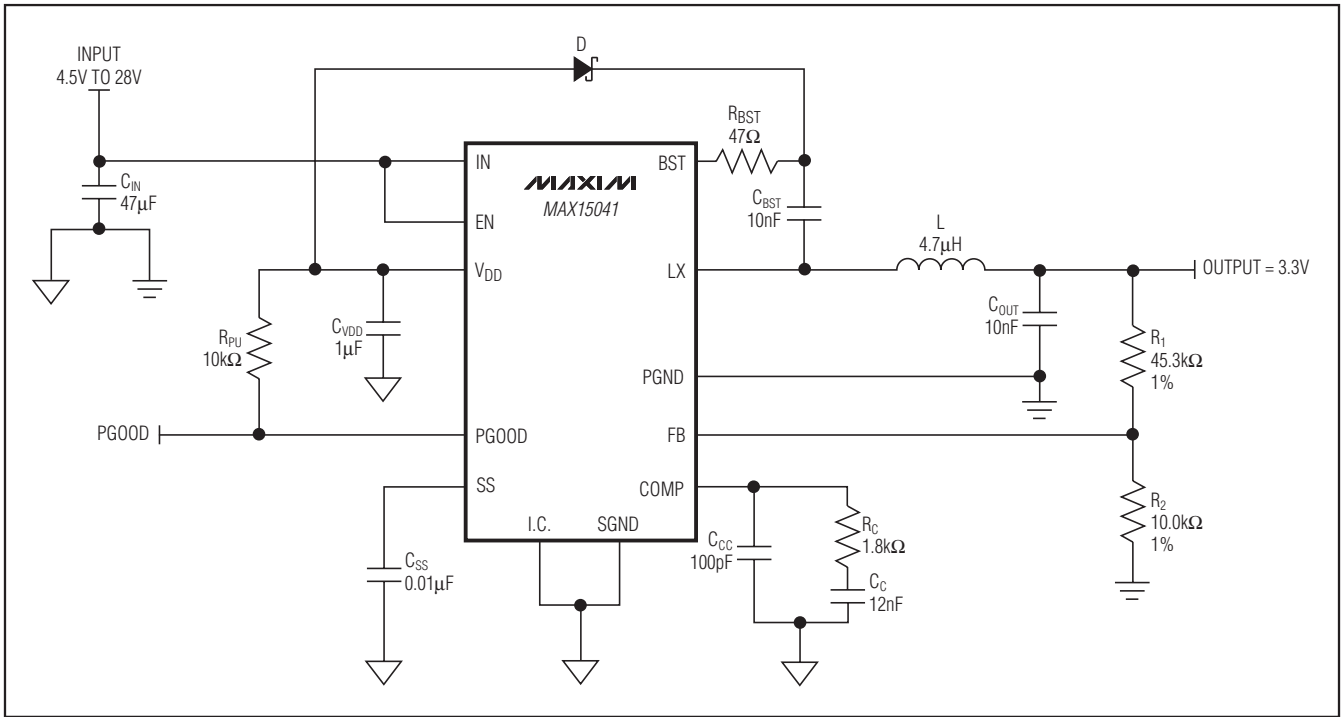 INPUT
4.5V TO 28V
D
R_BST
47Ω
C_IN
47μF
IN
BST
MAXIM
MAX15041
C_BST
10nF
EN
L
4.7μH
V_DD
LX
OUTPUT = 3.3V
C_OUT
10nF
R_PU
10kΩ
C_VDD
1μF
R_1
45.3kΩ
1%
PGND
PGOOD
PGOOD
FB
SS
COMP
I.C.
SGND
R_2
10.0kΩ
1%
C_CC
100pF
R_C
1.8kΩ
C_SS
0.01μF
C_C
12nF